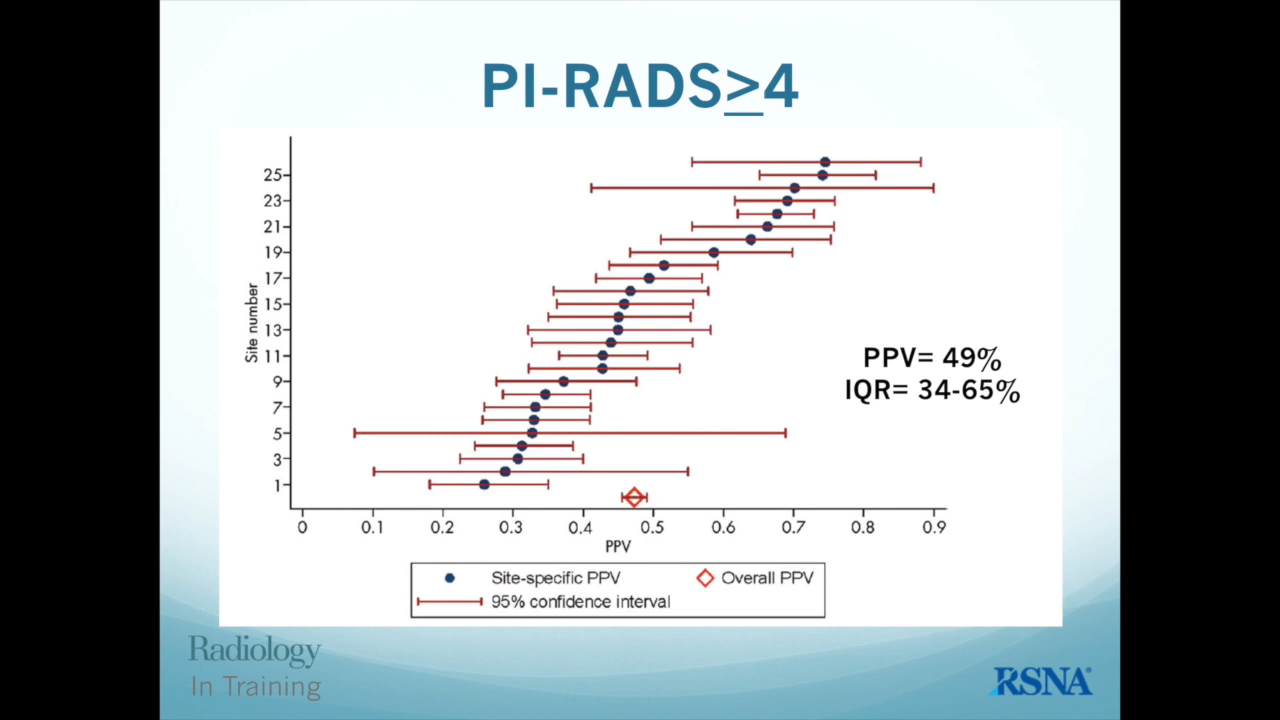 PI-RADS≥4
25
23
21
19
17
15
13
11
9
7
5
3
1
Site number
0 0.1 0.2 0.3 0.4 0.5 0.6 0.7 0.8 0.9
PPV
PPV= 49%
IQR= 34-65%
Site-specific PPV
Overall PPV
95% confidence interval
Radiology
In Training
RSNA®